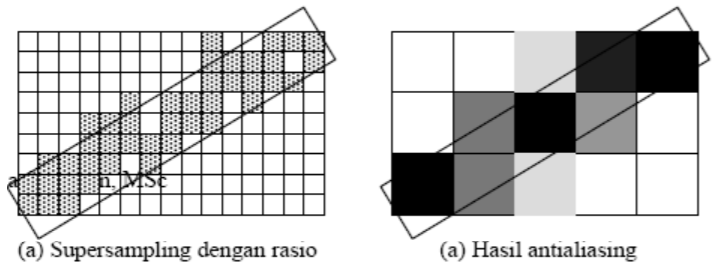 a n, MSc
(a) Supersampling dengan rasio
(a) Hasil antialiasing